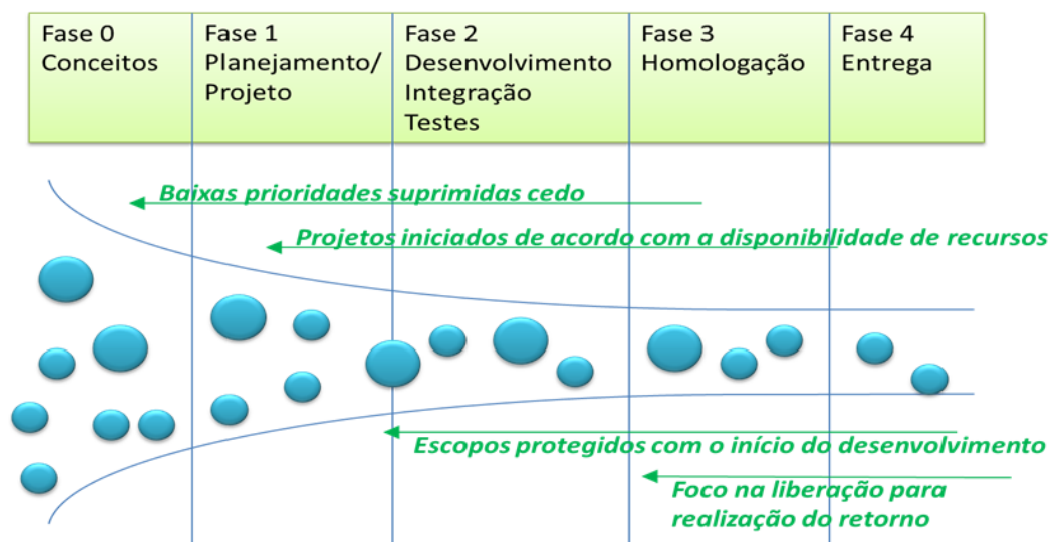 Fase 0
Conceitos
Fase 1
Planejamento/
Projeto
Fase 2
Desenvolvimento
Integração
Testes
Fase 3
Homologação
Fase 4
Entrega
Baixas prioridades suprimidas cedo
Projetos iniciados de acordo com a disponibilidade de recursos
Escopos protegidos com o início do desenvolvimento
Foco na liberação para
realização do retorno